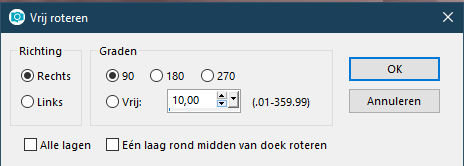 Vrij roteren
Richting
Rechts
Links
Graden
90 180 270
Vrij: 10,00 (.01-359.99)
OK
Annuleren
Alle lagen
Eén laag rond midden van doek roteren